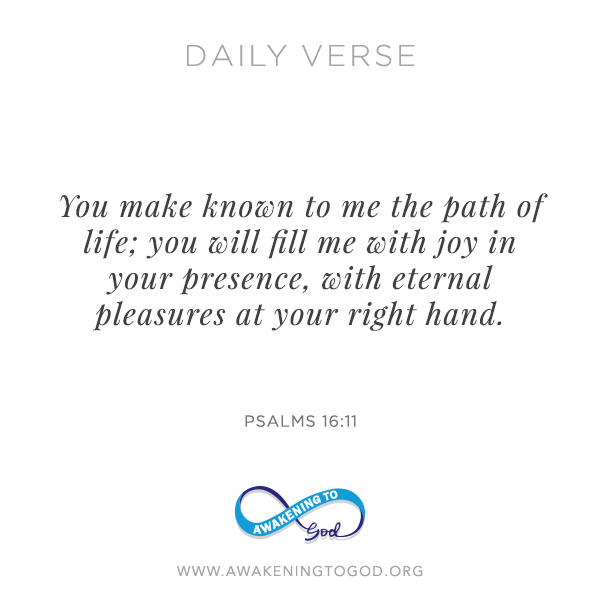 DAILY VERSE
You make known to me the path of
life; you will fill me with joy in
your presence, with eternal
pleasures at your right hand.
PSALMS 16:11
AWAKENING TO
God
WWW.AWAKENINGTOGOD.ORG